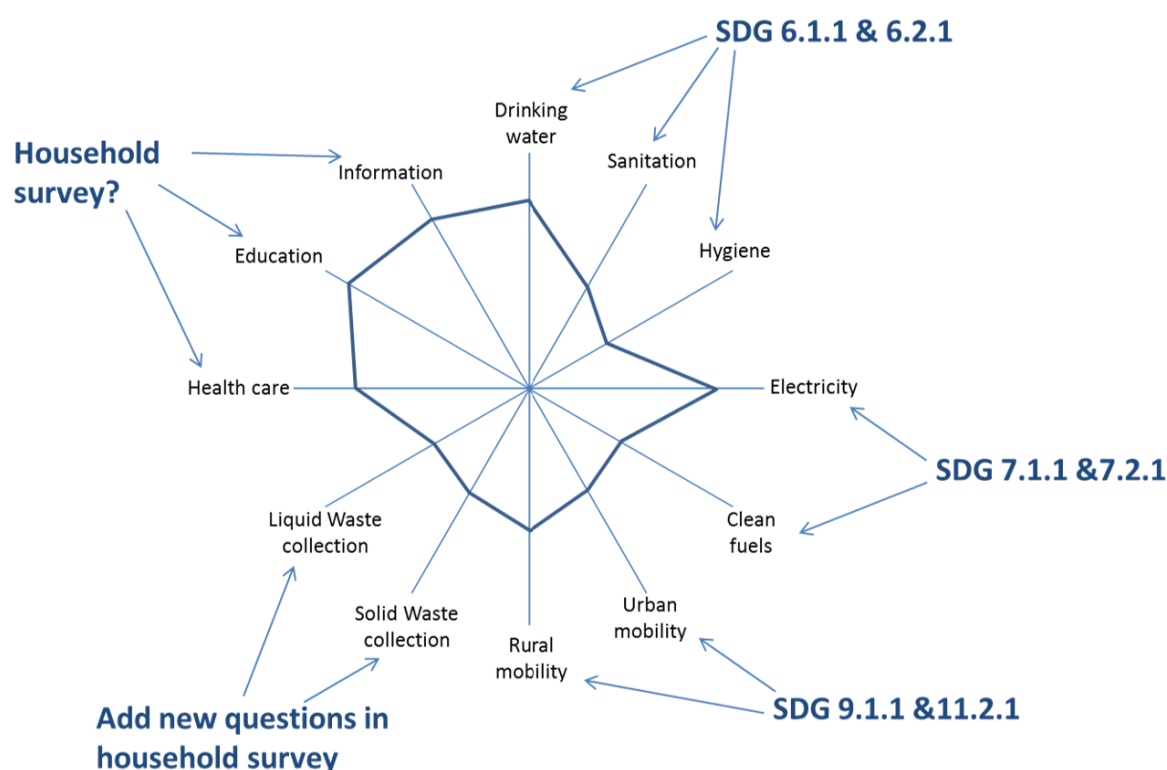 SDG 6.1.1 & 6.2.1
Drinking
water
Household
survey?
Information
Sanitation
Education
Hygiene
Health care
Electricity
SDG 7.1.1 &7.2.1
Liquid Waste
collection
Clean
fuels
Solid Waste
collection
Urban
mobility
Rural
mobility
Add new questions in
household survey
SDG 9.1.1 &11.2.1